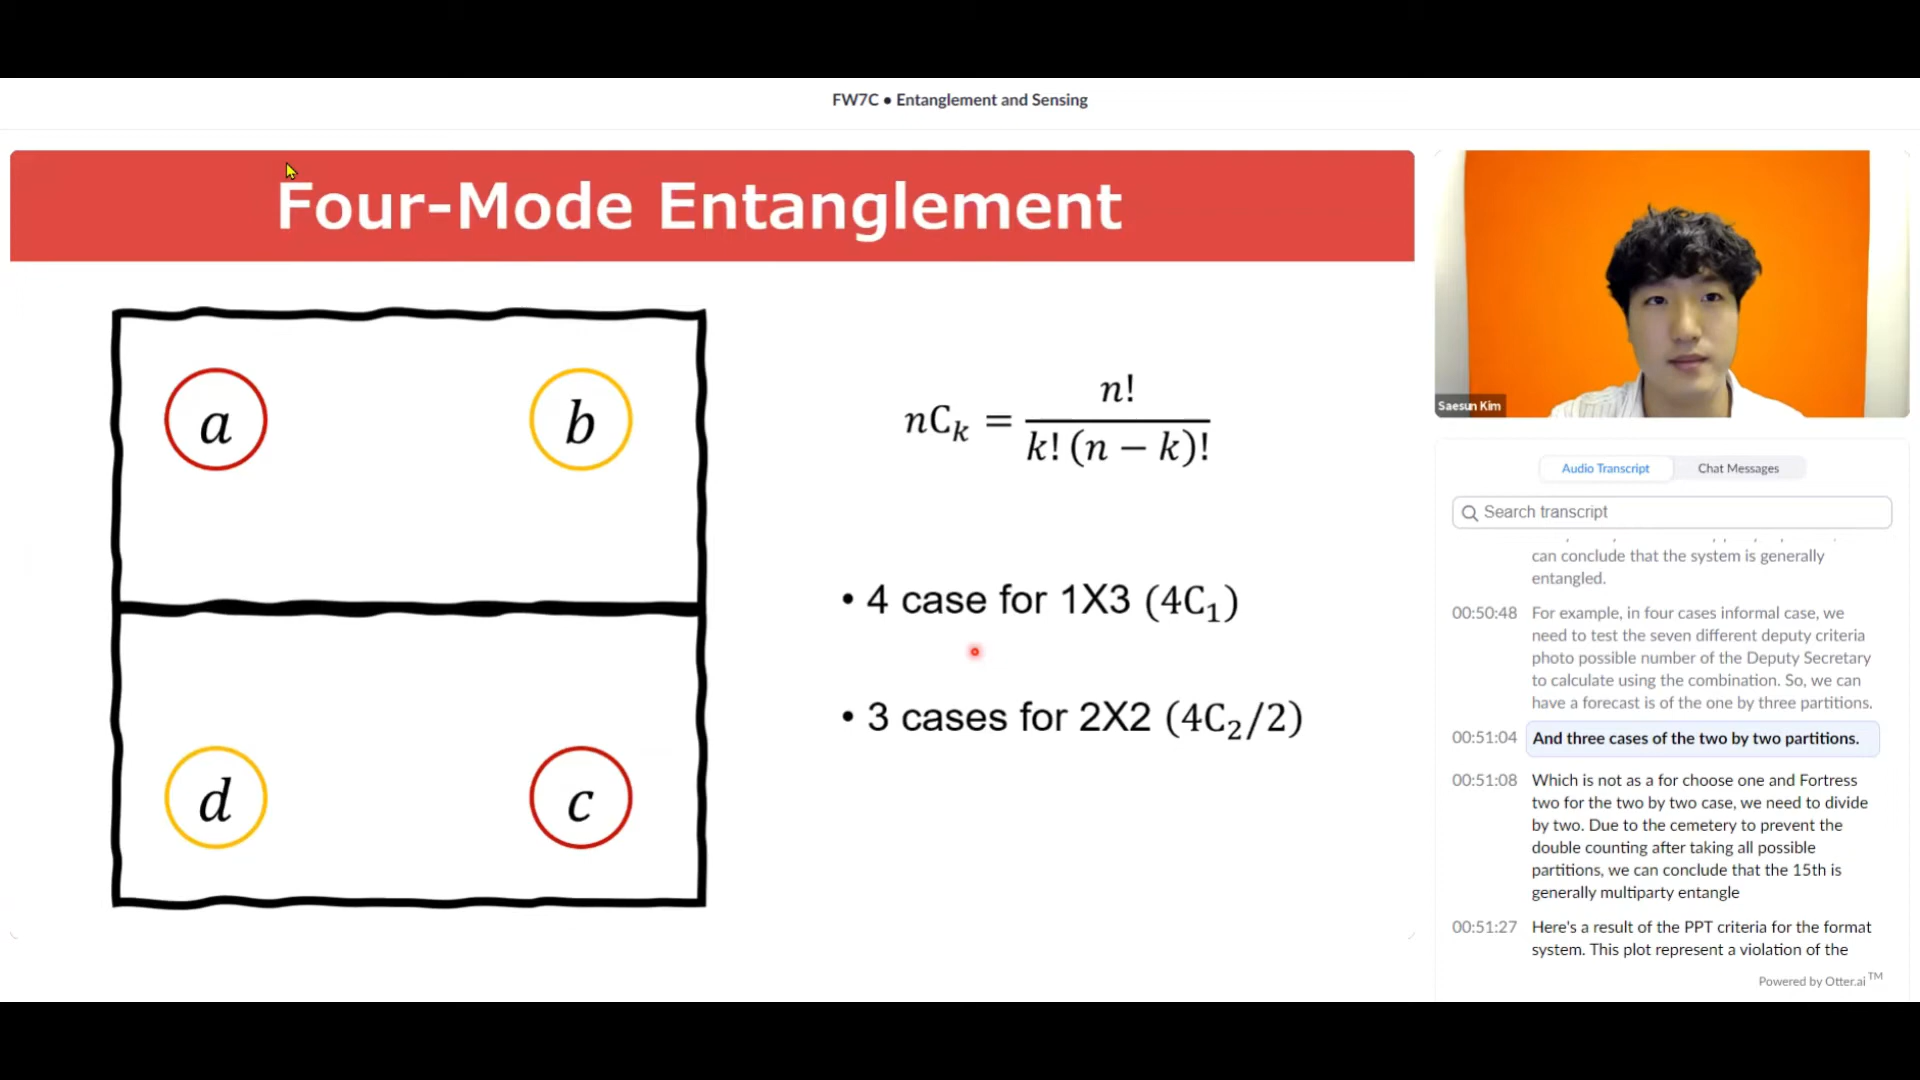 FW7C • Entanglement and Sensing
Four-Mode Entanglement
a
b
d
c
nCₖ = n! / k! (n − k)!
• 4 case for 1X3 (4C₁)
• 3 cases for 2X2 (4C₂/2)
Saesun Kim
Audio Transcript
Chat Messages
Search transcript
can conclude that the system is generally
entangled.
00:50:48 For example, in four cases informal case, we
need to test the seven different deputy criteria
photo possible number of the Deputy Secretary
to calculate using the combination. So, we can
have a forecast is of the one by three partitions.
00:51:04 And three cases of the two by two partitions.
00:51:08 Which is not as a for choose one and Fortress
two for the two by two case, we need to divide
by two. Due to the cemetery to prevent the
double counting after taking all possible
partitions, we can conclude that the 15th is
generally multiparty entangle
00:51:27 Here's a result of the PPT criteria for the format
system. This plot represent a violation of the
Powered by Otter.ai TM